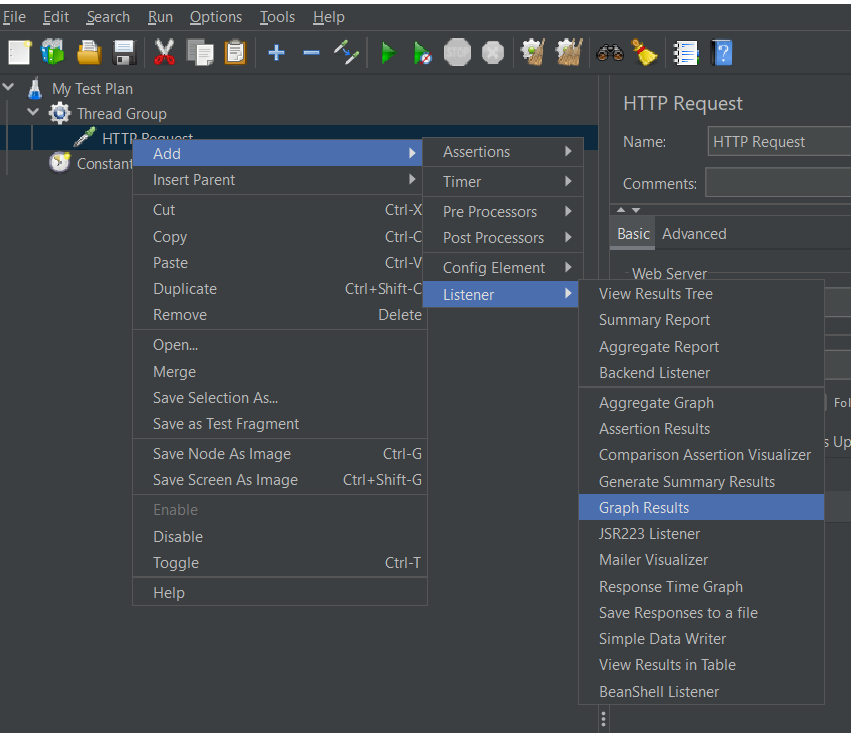 File Edit Search Run Options Tools Help
STOP
My Test Plan
Thread Group
HTTP Request
Constant
Add
Insert Parent
Cut Ctrl-X
Copy Ctrl-C
Paste Ctrl-V
Duplicate Ctrl+Shift-C
Remove Delete
Open...
Merge
Save Selection As...
Save as Test Fragment
Save Node As Image Ctrl-G
Save Screen As Image Ctrl+Shift-G
Enable
Disable
Toggle Ctrl-T
Help
Assertions
Timer
Pre Processors
Post Processors
Config Element
Listener
View Results Tree
Summary Report
Aggregate Report
Backend Listener
Aggregate Graph
Assertion Results
Comparison Assertion Visualizer
Generate Summary Results
Graph Results
JSR223 Listener
Mailer Visualizer
Response Time Graph
Save Responses to a file
Simple Data Writer
View Results in Table
BeanShell Listener
HTTP Request
Name: HTTP Request
Comments:
Basic Advanced
Web Server
Fol
s Up